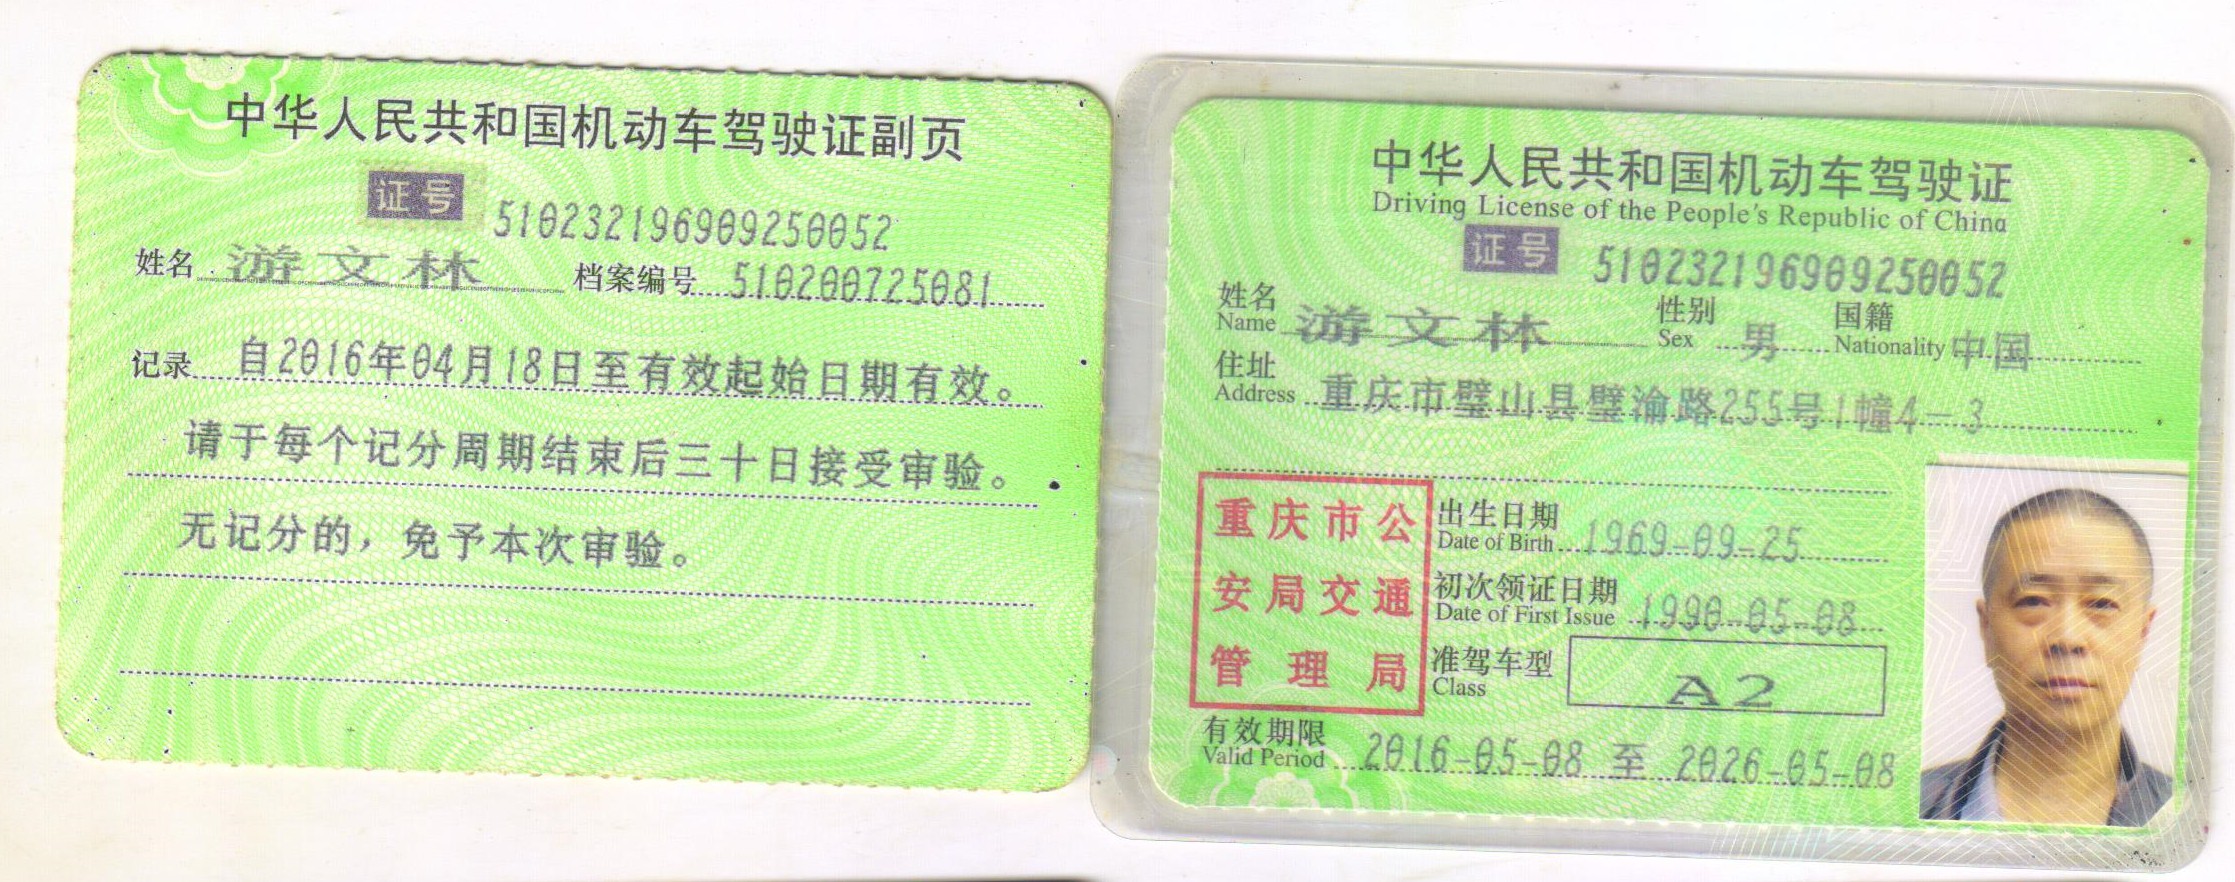 中华人民共和国机动车驾驶证副页
证号 510232196909250052
姓名 游文林 档案编号 510200725081
记录 自2016年04月18日至有效起始日期有效。
请于每个记分周期结束后三十日接受审验。
无记分的，免予本次审验。
中华人民共和国机动车驾驶证
Driving License of the People's Republic of China
证号 510232196909250052
姓名 游文林 性别 男 国籍 中国
Name Sex Nationality
住址 重庆市璧山县璧渝路255号1幢4-3
Address
重庆市公
安局交通
管理局
出生日期 1969-09-25
Date of Birth
初次领证日期 1990-05-08
Date of First Issue
准驾车型 A2
Class
有效期限 2016-05-08 至 2026-05-08
Valid Period